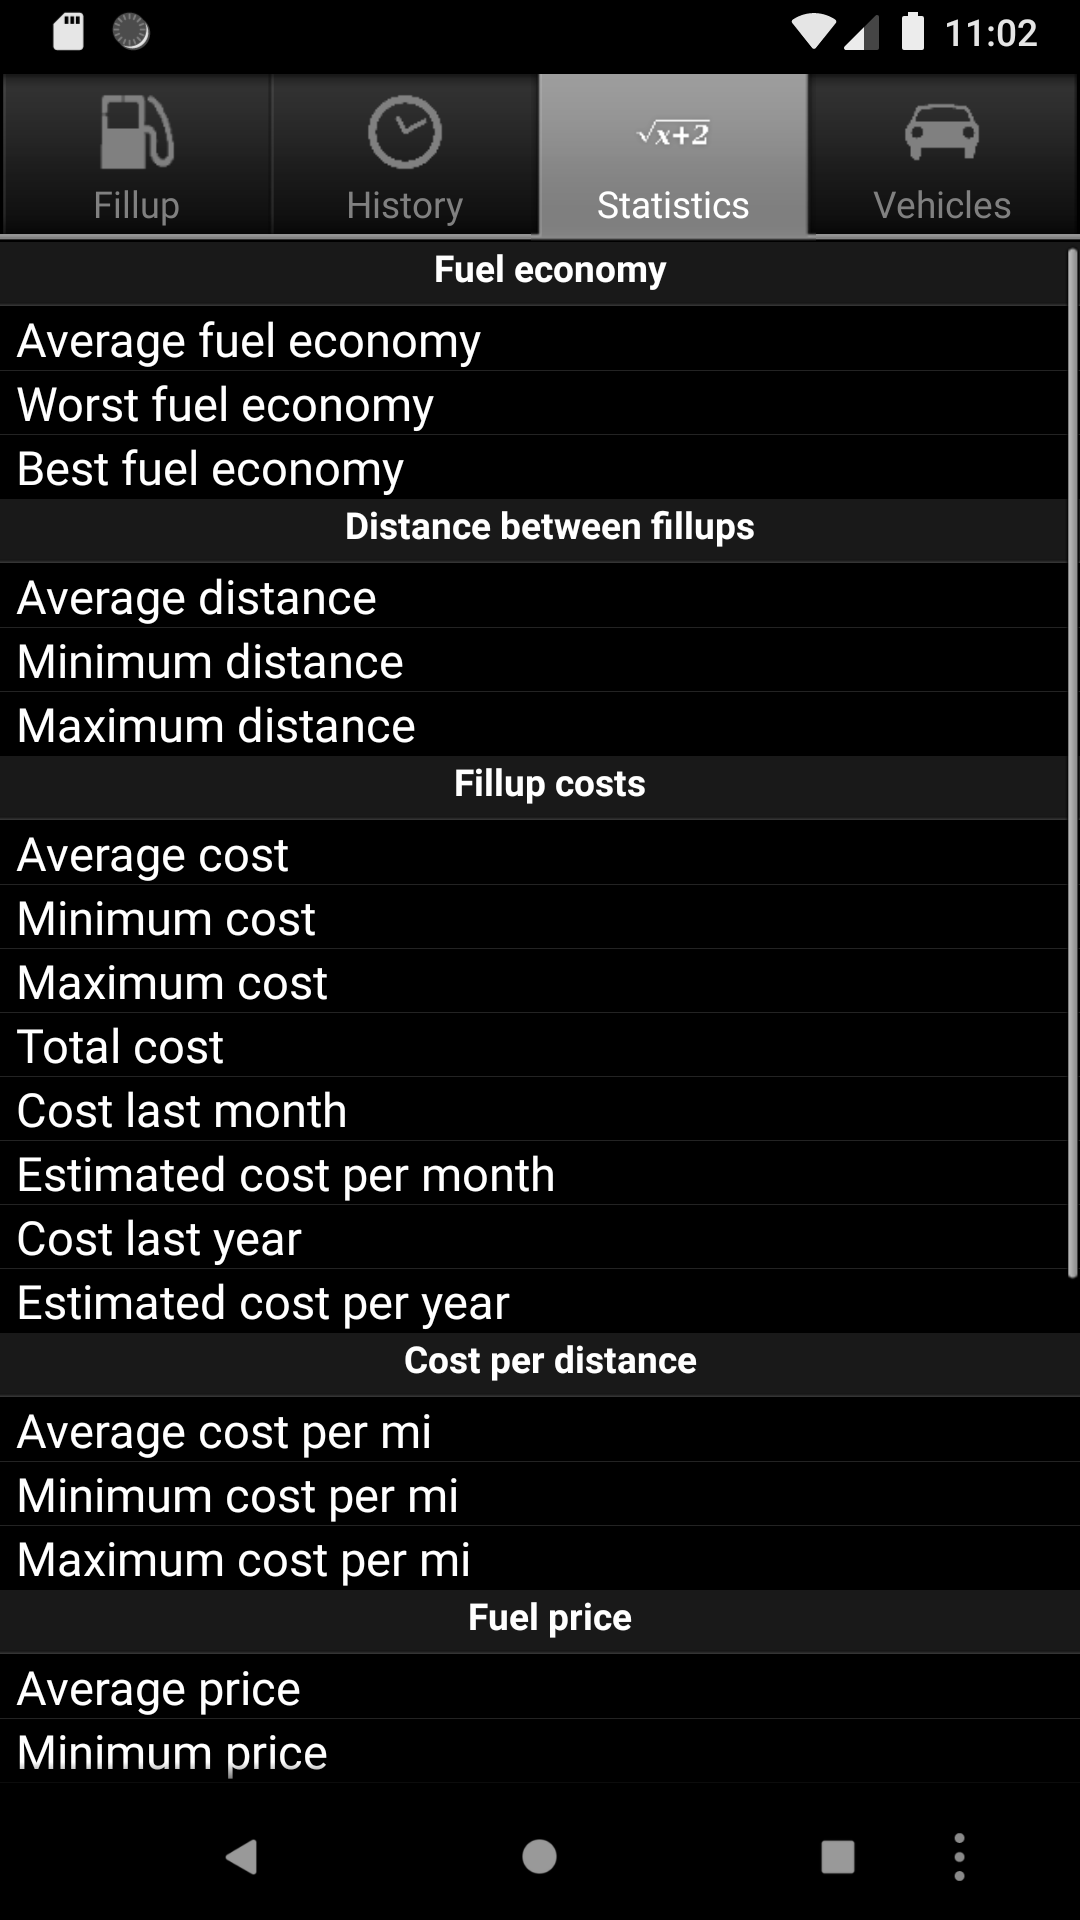 11:02
Fillup
History
√x+2
Statistics
Vehicles
Fuel economy
Average fuel economy
Worst fuel economy
Best fuel economy
Distance between fillups
Average distance
Minimum distance
Maximum distance
Fillup costs
Average cost
Minimum cost
Maximum cost
Total cost
Cost last month
Estimated cost per month
Cost last year
Estimated cost per year
Cost per distance
Average cost per mi
Minimum cost per mi
Maximum cost per mi
Fuel price
Average price
Minimum price